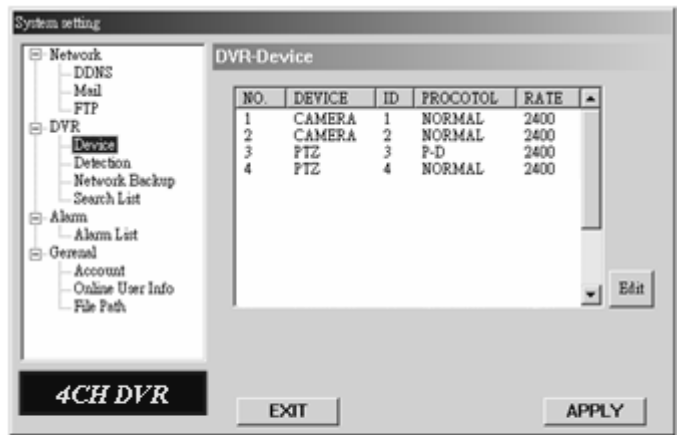 System setting
Network
DDNS
Mail
FTP
DVR
Device
Detection
Network Backup
Search List
Alarm
Alarm List
Gerenal
Account
Online User Info
File Path
4CH DVR
DVR-Device
NO. DEVICE ID PROCOTOL RATE
1 CAMERA 1 NORMAL 2400
2 CAMERA 2 NORMAL 2400
3 PTZ 3 P-D 2400
4 PTZ 4 NORMAL 2400
Edit
EXIT APPLY